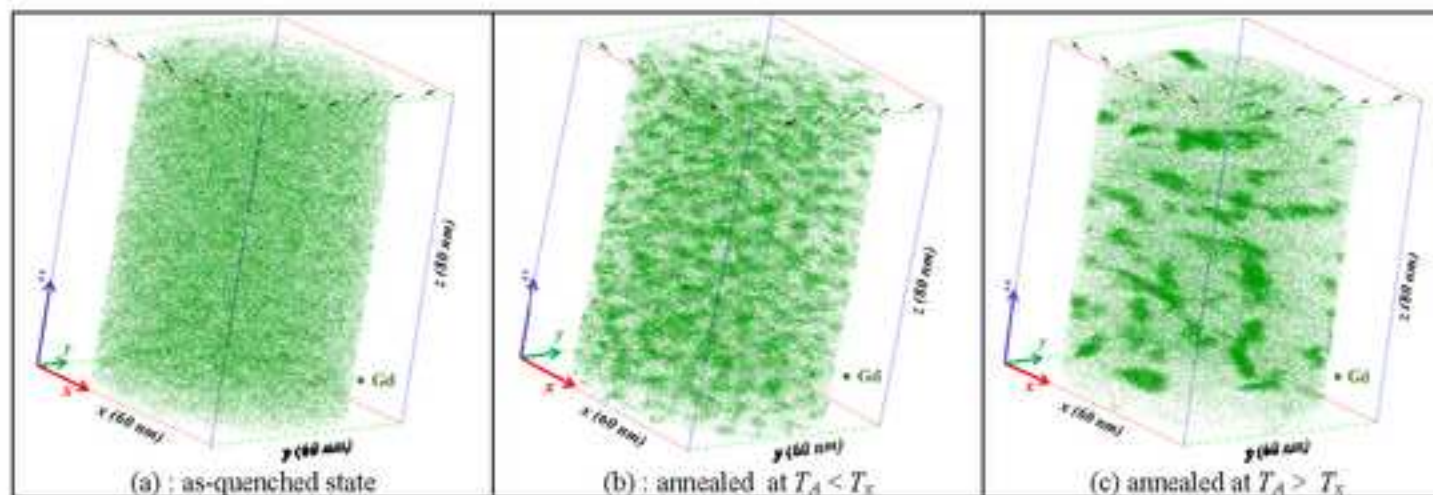 z (80 nm)
z
y
x
Gd
x (60 nm)
y (60 nm)
(a) : as-quenched state
z (80 nm)
z
y
x
Gd
x (60 nm)
y (60 nm)
(b) : annealed at T_A < T_x
z (80 nm)
z
y
x
Gd
x (60 nm)
y (60 nm)
(c) annealed at T_A > T_x